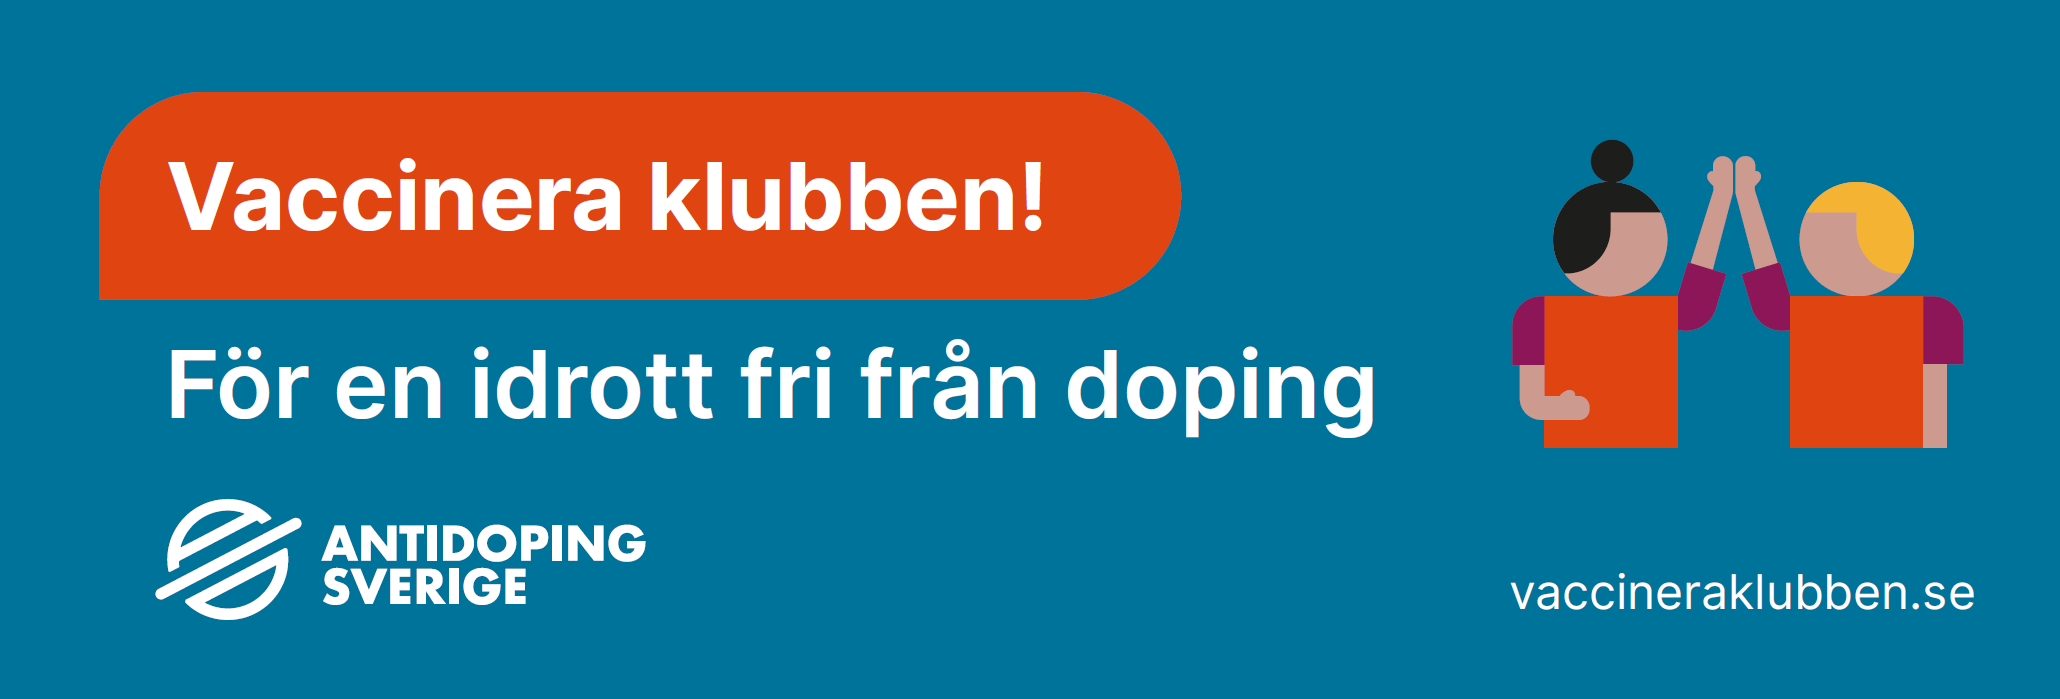 Vaccinera klubben!
För en idrott fri från doping
ANTIDOPING
SVERIGE
vaccineraklubben.se